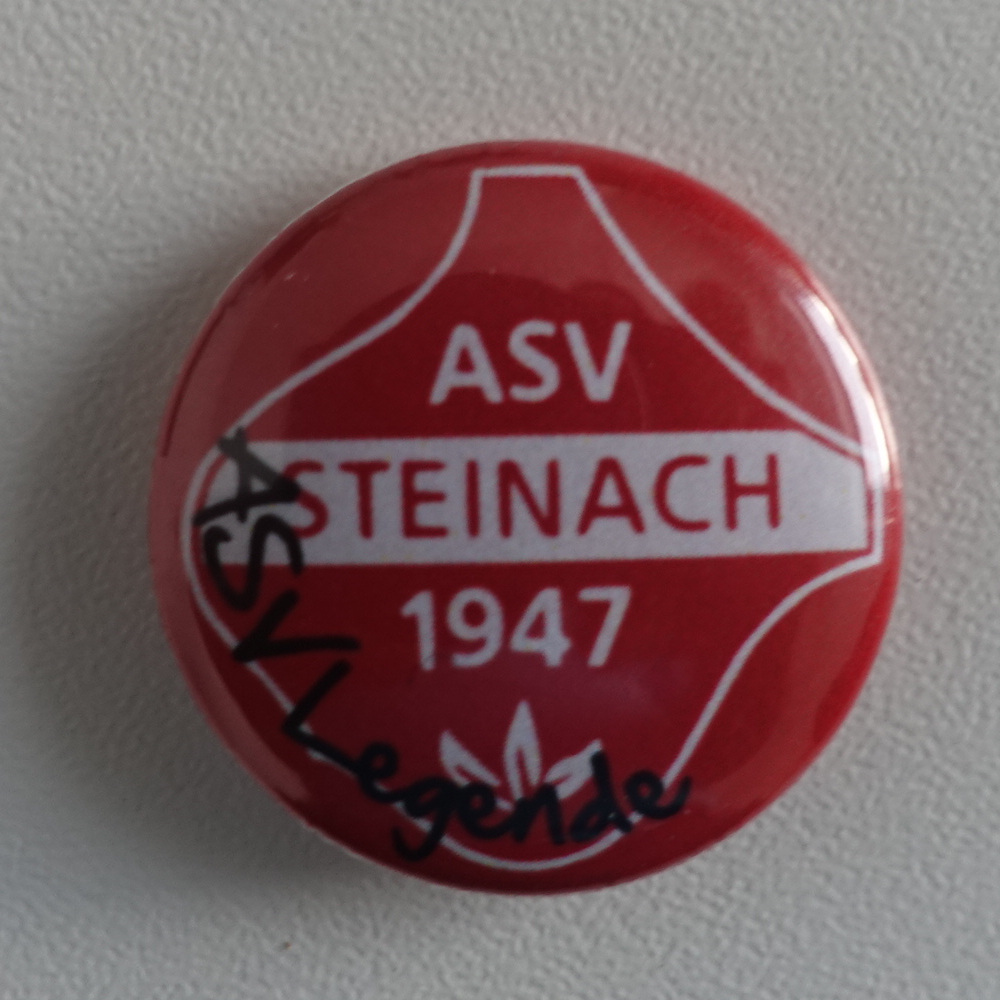 ASV
STEINACH
1947
ASV Legende